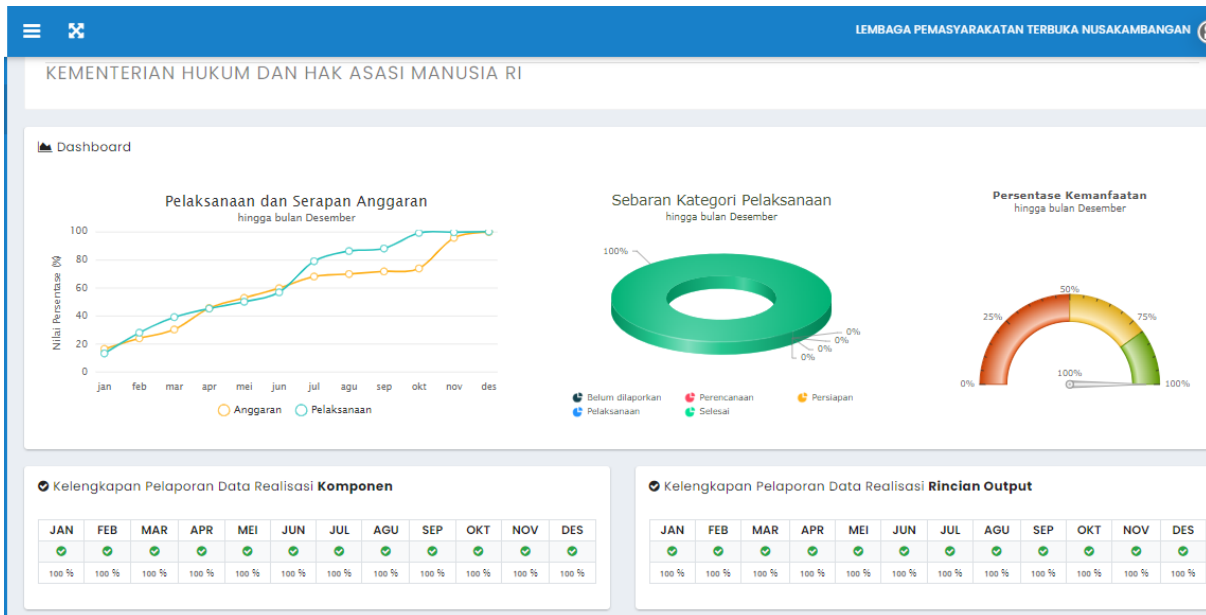 LEMBAGA PEMASYARAKATAN TERBUKA NUSAKAMBANGAN
KEMENTERIAN HUKUM DAN HAK ASASI MANUSIA RI
Dashboard
Pelaksanaan dan Serapan Anggaran
hingga bulan Desember
Nilai Persentase (%)
100
80
60
40
20
0
jan feb mar apr mei jun jul agu sep okt nov des
Anggaran Pelaksanaan
Sebaran Kategori Pelaksanaan
hingga bulan Desember
100%
0%
0%
0%
0%
Belum dilaporkan Perencanaan Persiapan
Pelaksanaan Selesai
Persentase Kemanfaatan
hingga bulan Desember
50%
25% 75%
100%
0% 100%
Kelengkapan Pelaporan Data Realisasi Komponen
JAN FEB MAR APR MEI JUN JUL AGU SEP OKT NOV DES
100 % 100 % 100 % 100 % 100 % 100 % 100 % 100 % 100 % 100 % 100 % 100 %
Kelengkapan Pelaporan Data Realisasi Rincian Output
JAN FEB MAR APR MEI JUN JUL AGU SEP OKT NOV DES
100 % 100 % 100 % 100 % 100 % 100 % 100 % 100 % 100 % 100 % 100 % 100 %